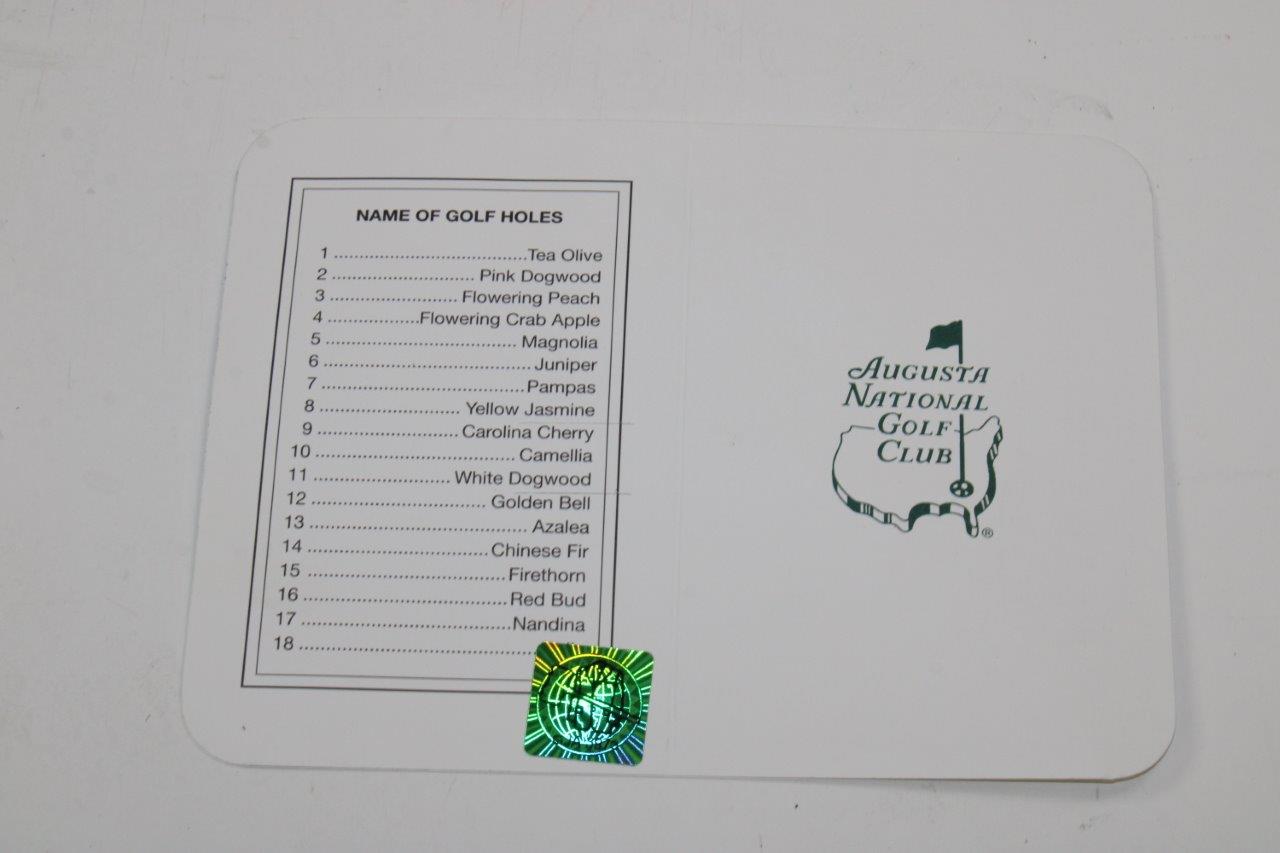 NAME OF GOLF HOLES
1 ........................................Tea Olive
2 ............................. Pink Dogwood
3 .......................... Flowering Peach
4 ...................Flowering Crab Apple
5 ....................................... Magnolia
6 .......................................... Juniper
7 ..........................................Pampas
8 ............................ Yellow Jasmine
9 ............................Carolina Cherry
10 ........................................ Camellia
11 ........................... White Dogwood
12 ................................... Golden Bell
13 ............................................ Azalea
14 ....................................Chinese Fir
15 ........................................Firethorn
16 .........................................Red Bud
17 ..........................................Nandina
18 ...............................................
AUGUSTA
NATIONAL
GOLF
CLUB
®